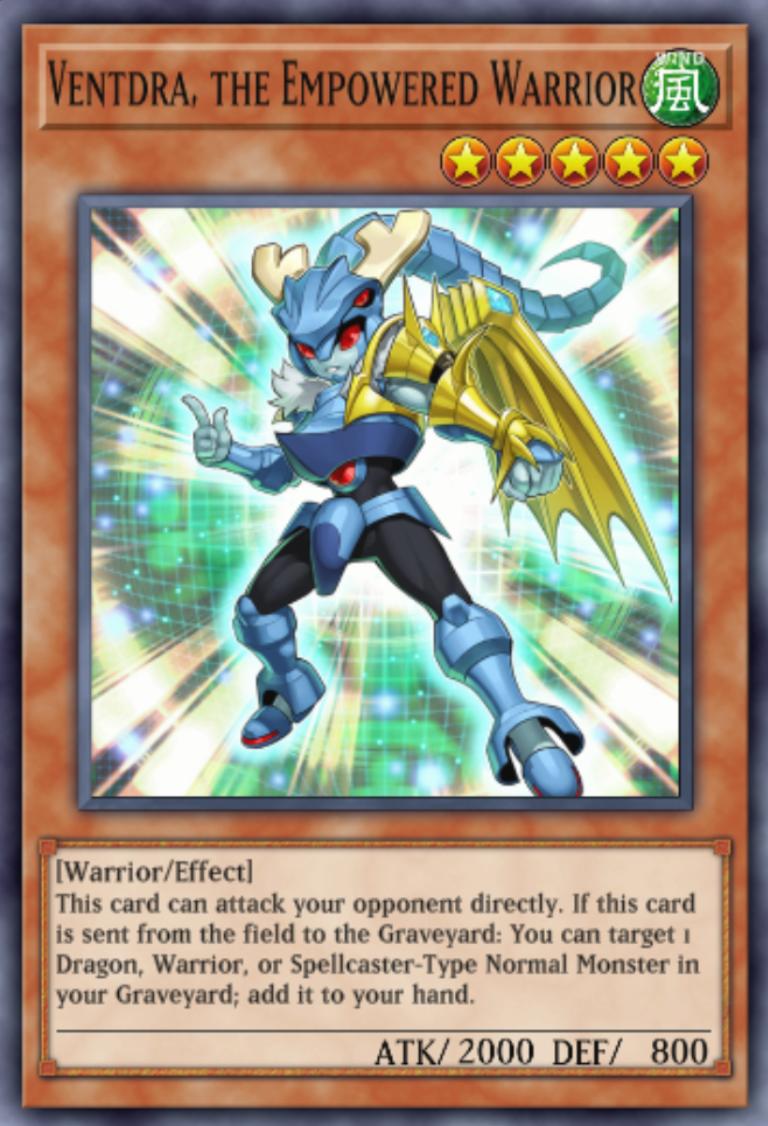 Ventdra, the Empowered Warrior
WIND
風
[Warrior/Effect]
This card can attack your opponent directly. If this card
is sent from the field to the Graveyard: You can target 1
Dragon, Warrior, or Spellcaster-Type Normal Monster in
your Graveyard; add it to your hand.
ATK/ 2000 DEF/ 800